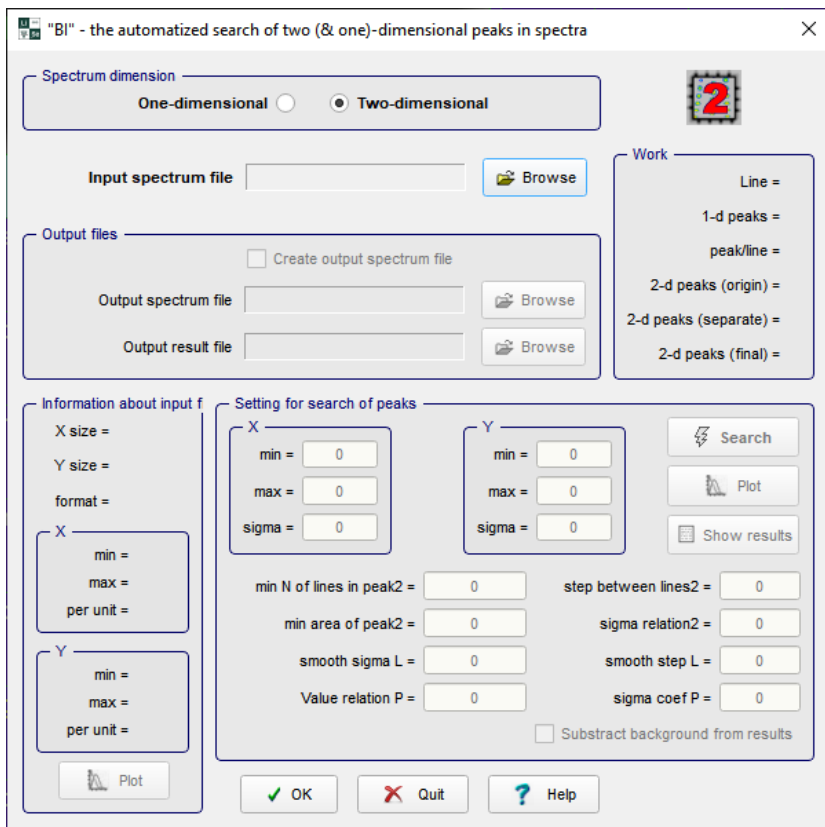 "BI" - the automatized search of two (& one)-dimensional peaks in spectra
Spectrum dimension
One-dimensional Two-dimensional
2
Input spectrum file Browse
Work
Line =
1-d peaks =
peak/line =
2-d peaks (origin) =
2-d peaks (separate) =
2-d peaks (final) =
Output files
Create output spectrum file
Output spectrum file Browse
Output result file Browse
Information about input f
X size =
Y size =
format =
X
min =
max =
per unit =
Y
min =
max =
per unit =
Plot
Setting for search of peaks
X
min = 0
max = 0
sigma = 0
Y
min = 0
max = 0
sigma = 0
Search
Plot
Show results
min N of lines in peak2 = 0 step between lines2 = 0
min area of peak2 = 0 sigma relation2 = 0
smooth sigma L = 0 smooth step L = 0
Value relation P = 0 sigma coef P = 0
Substract background from results
OK Quit ? Help